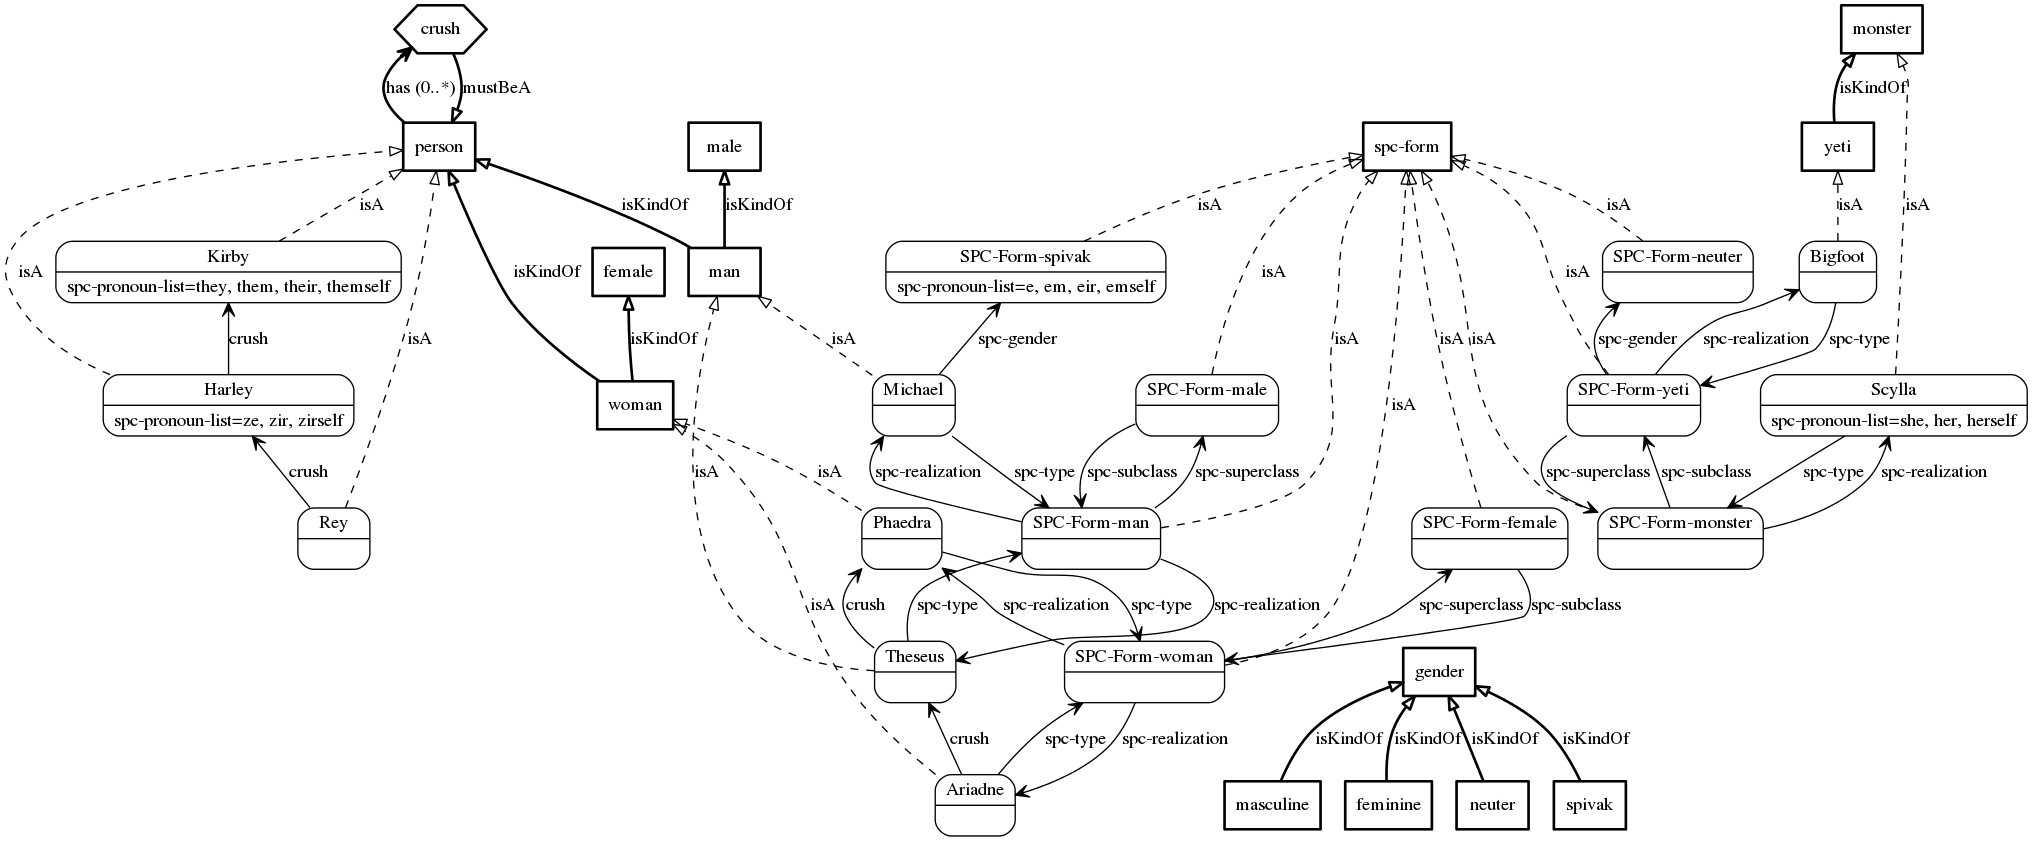 crush
monster
has (0..*)
mustBeA
isKindOf
person
male
spc-form
yeti
isA
isKindOf
isKindOf
isA
isA
isA
isA
Kirby
spc-pronoun-list=they, them, their, themself
isA
isKindOf
female
man
SPC-Form-spivak
spc-pronoun-list=e, em, eir, emself
isA
isA
SPC-Form-neuter
Bigfoot
crush
isA
isKindOf
isA
spc-gender
isA
isA
isA
spc-gender
spc-realization
spc-type
Harley
spc-pronoun-list=ze, zir, zirself
woman
Michael
SPC-Form-male
isA
SPC-Form-yeti
Scylla
spc-pronoun-list=she, her, herself
crush
isA
isA
spc-realization
spc-type
spc-subclass
spc-superclass
spc-superclass
spc-subclass
spc-type
spc-realization
Rey
Phaedra
SPC-Form-man
SPC-Form-female
SPC-Form-monster
isA
crush
spc-type
spc-realization
spc-type
spc-realization
spc-superclass
spc-subclass
Theseus
SPC-Form-woman
gender
crush
spc-type
spc-realization
isKindOf
isKindOf
isKindOf
isKindOf
Ariadne
masculine
feminine
neuter
spivak